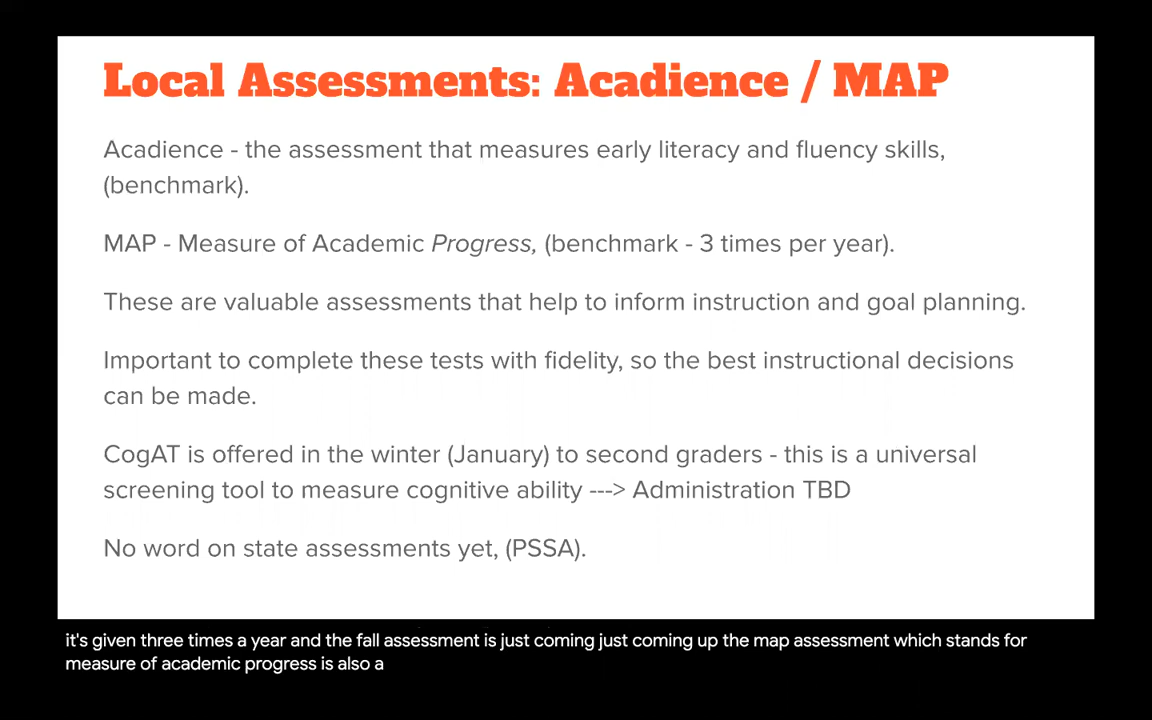 Local Assessments: Acadience / MAP
Acadience - the assessment that measures early literacy and fluency skills,
(benchmark).
MAP - Measure of Academic Progress, (benchmark - 3 times per year).
These are valuable assessments that help to inform instruction and goal planning.
Important to complete these tests with fidelity, so the best instructional decisions
can be made.
CogAT is offered in the winter (January) to second graders - this is a universal
screening tool to measure cognitive ability ---> Administration TBD
No word on state assessments yet, (PSSA).
it's given three times a year and the fall assessment is just coming just coming up the map assessment which stands for
measure of academic progress is also a